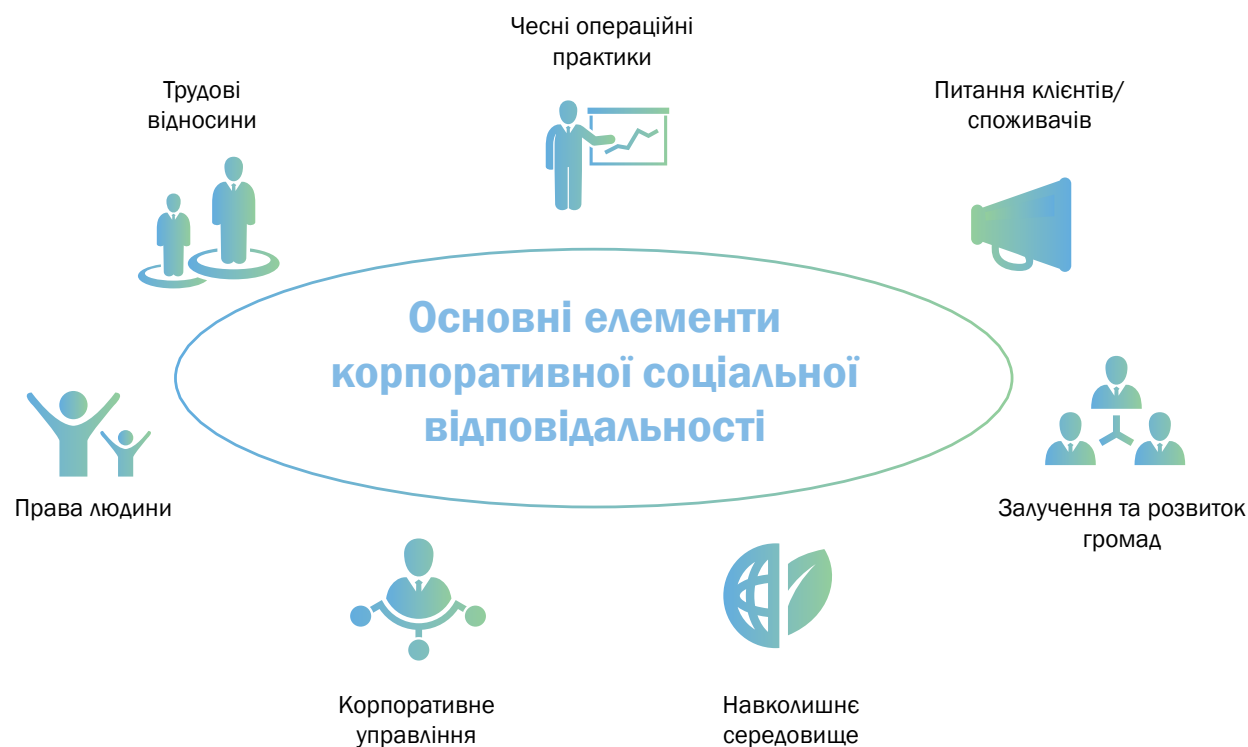 Чесні операційні
практики
Трудові
відносини
Питання клієнтів/
споживачів
Основні елементи
корпоративної соціальної
відповідальності
Права людини
Залучення та розвиток
громад
Корпоративне
управління
Навколишнє
середовище